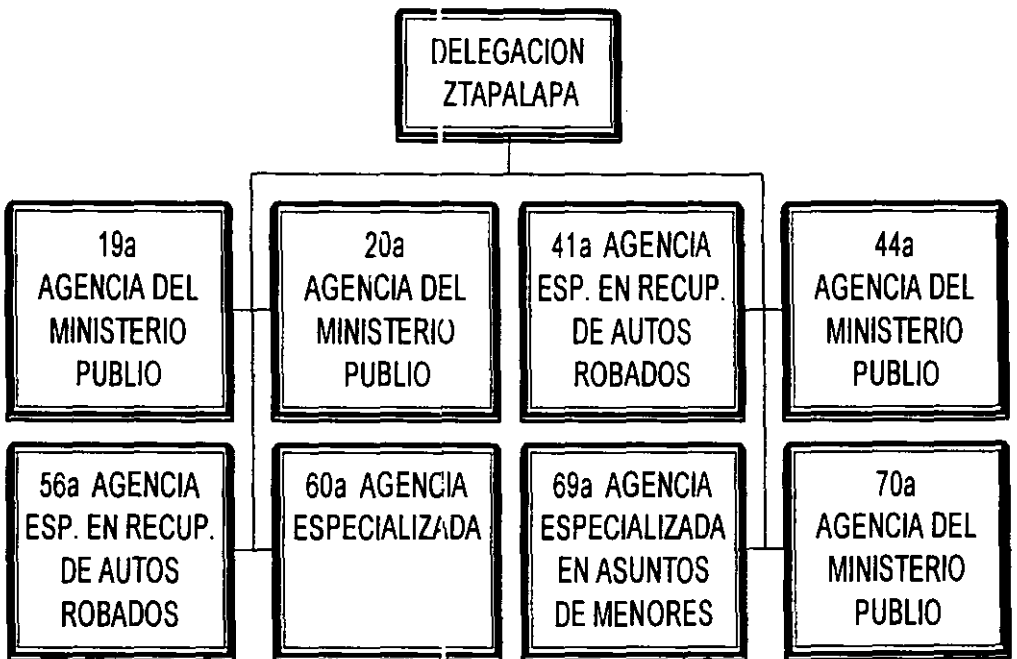 DELEGACION
ZTAPALAPA
19a
AGENCIA DEL
MINISTERIO
PUBLIO
20a
AGENCIA DEL
MINISTERIO
PUBLIO
41a AGENCIA
ESP. EN RECUP.
DE AUTOS
ROBADOS
44a
AGENCIA DEL
MINISTERIO
PUBLIO
56a AGENCIA
ESP. EN RECUP.
DE AUTOS
ROBADOS
60a AGENCIA
ESPECIALIZADA
69a AGENCIA
ESPECIALIZADA
EN ASUNTOS
DE MENORES
70a
AGENCIA DEL
MINISTERIO
PUBLIO